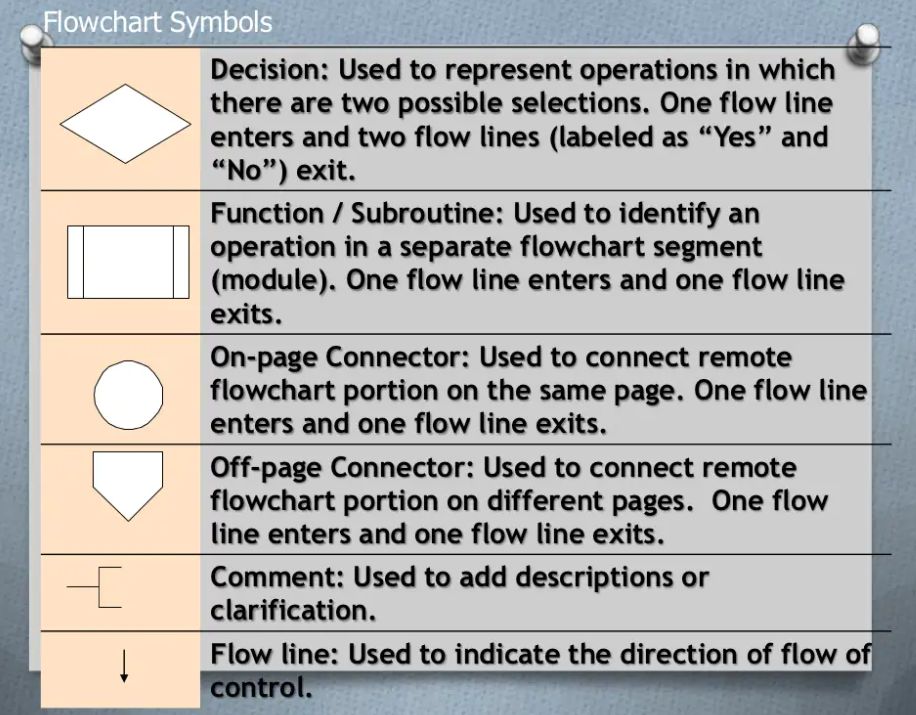 Flowchart Symbols
Decision: Used to represent operations in which
there are two possible selections. One flow line
enters and two flow lines (labeled as “Yes” and
“No”) exit.
Function / Subroutine: Used to identify an
operation in a separate flowchart segment
(module). One flow line enters and one flow line
exits.
On-page Connector: Used to connect remote
flowchart portion on the same page. One flow line
enters and one flow line exits.
Off-page Connector: Used to connect remote
flowchart portion on different pages. One flow
line enters and one flow line exits.
Comment: Used to add descriptions or
clarification.
Flow line: Used to indicate the direction of flow of
control.